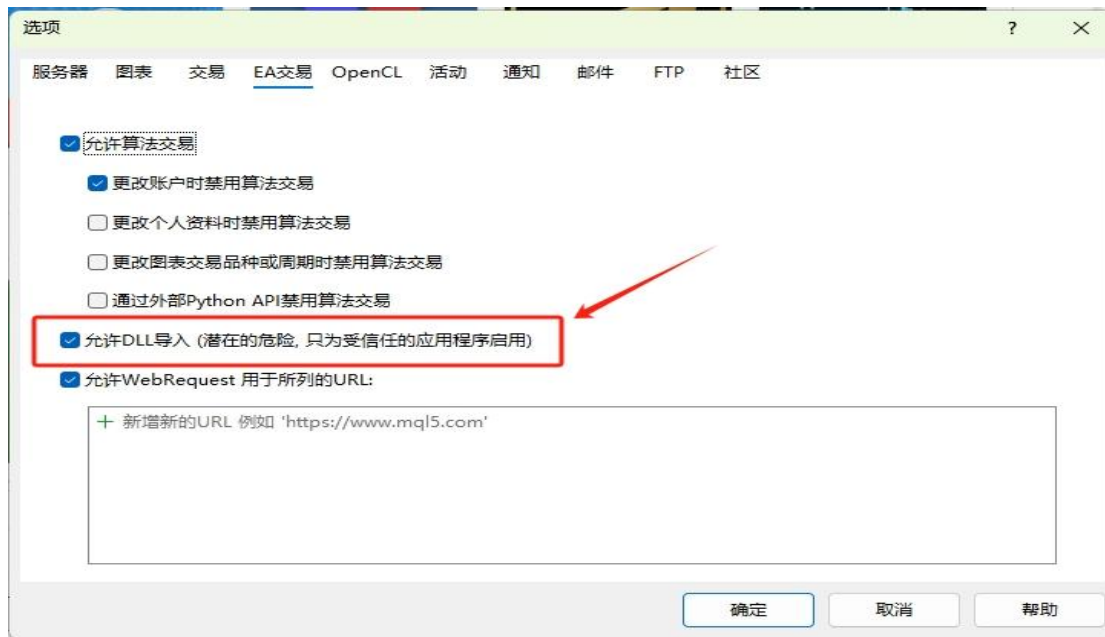 选项
服务器 图表 交易 EA交易 OpenCL 活动 通知 邮件 FTP 社区
允许算法交易
更改账户时禁用算法交易
更改个人资料时禁用算法交易
更改图表交易品种或周期时禁用算法交易
通过外部Python API禁用算法交易
允许DLL导入 (潜在的危险, 只为受信任的应用程序启用)
允许WebRequest 用于所列的URL:
新增新的URL 例如 'https://www.mql5.com'
确定 取消 帮助